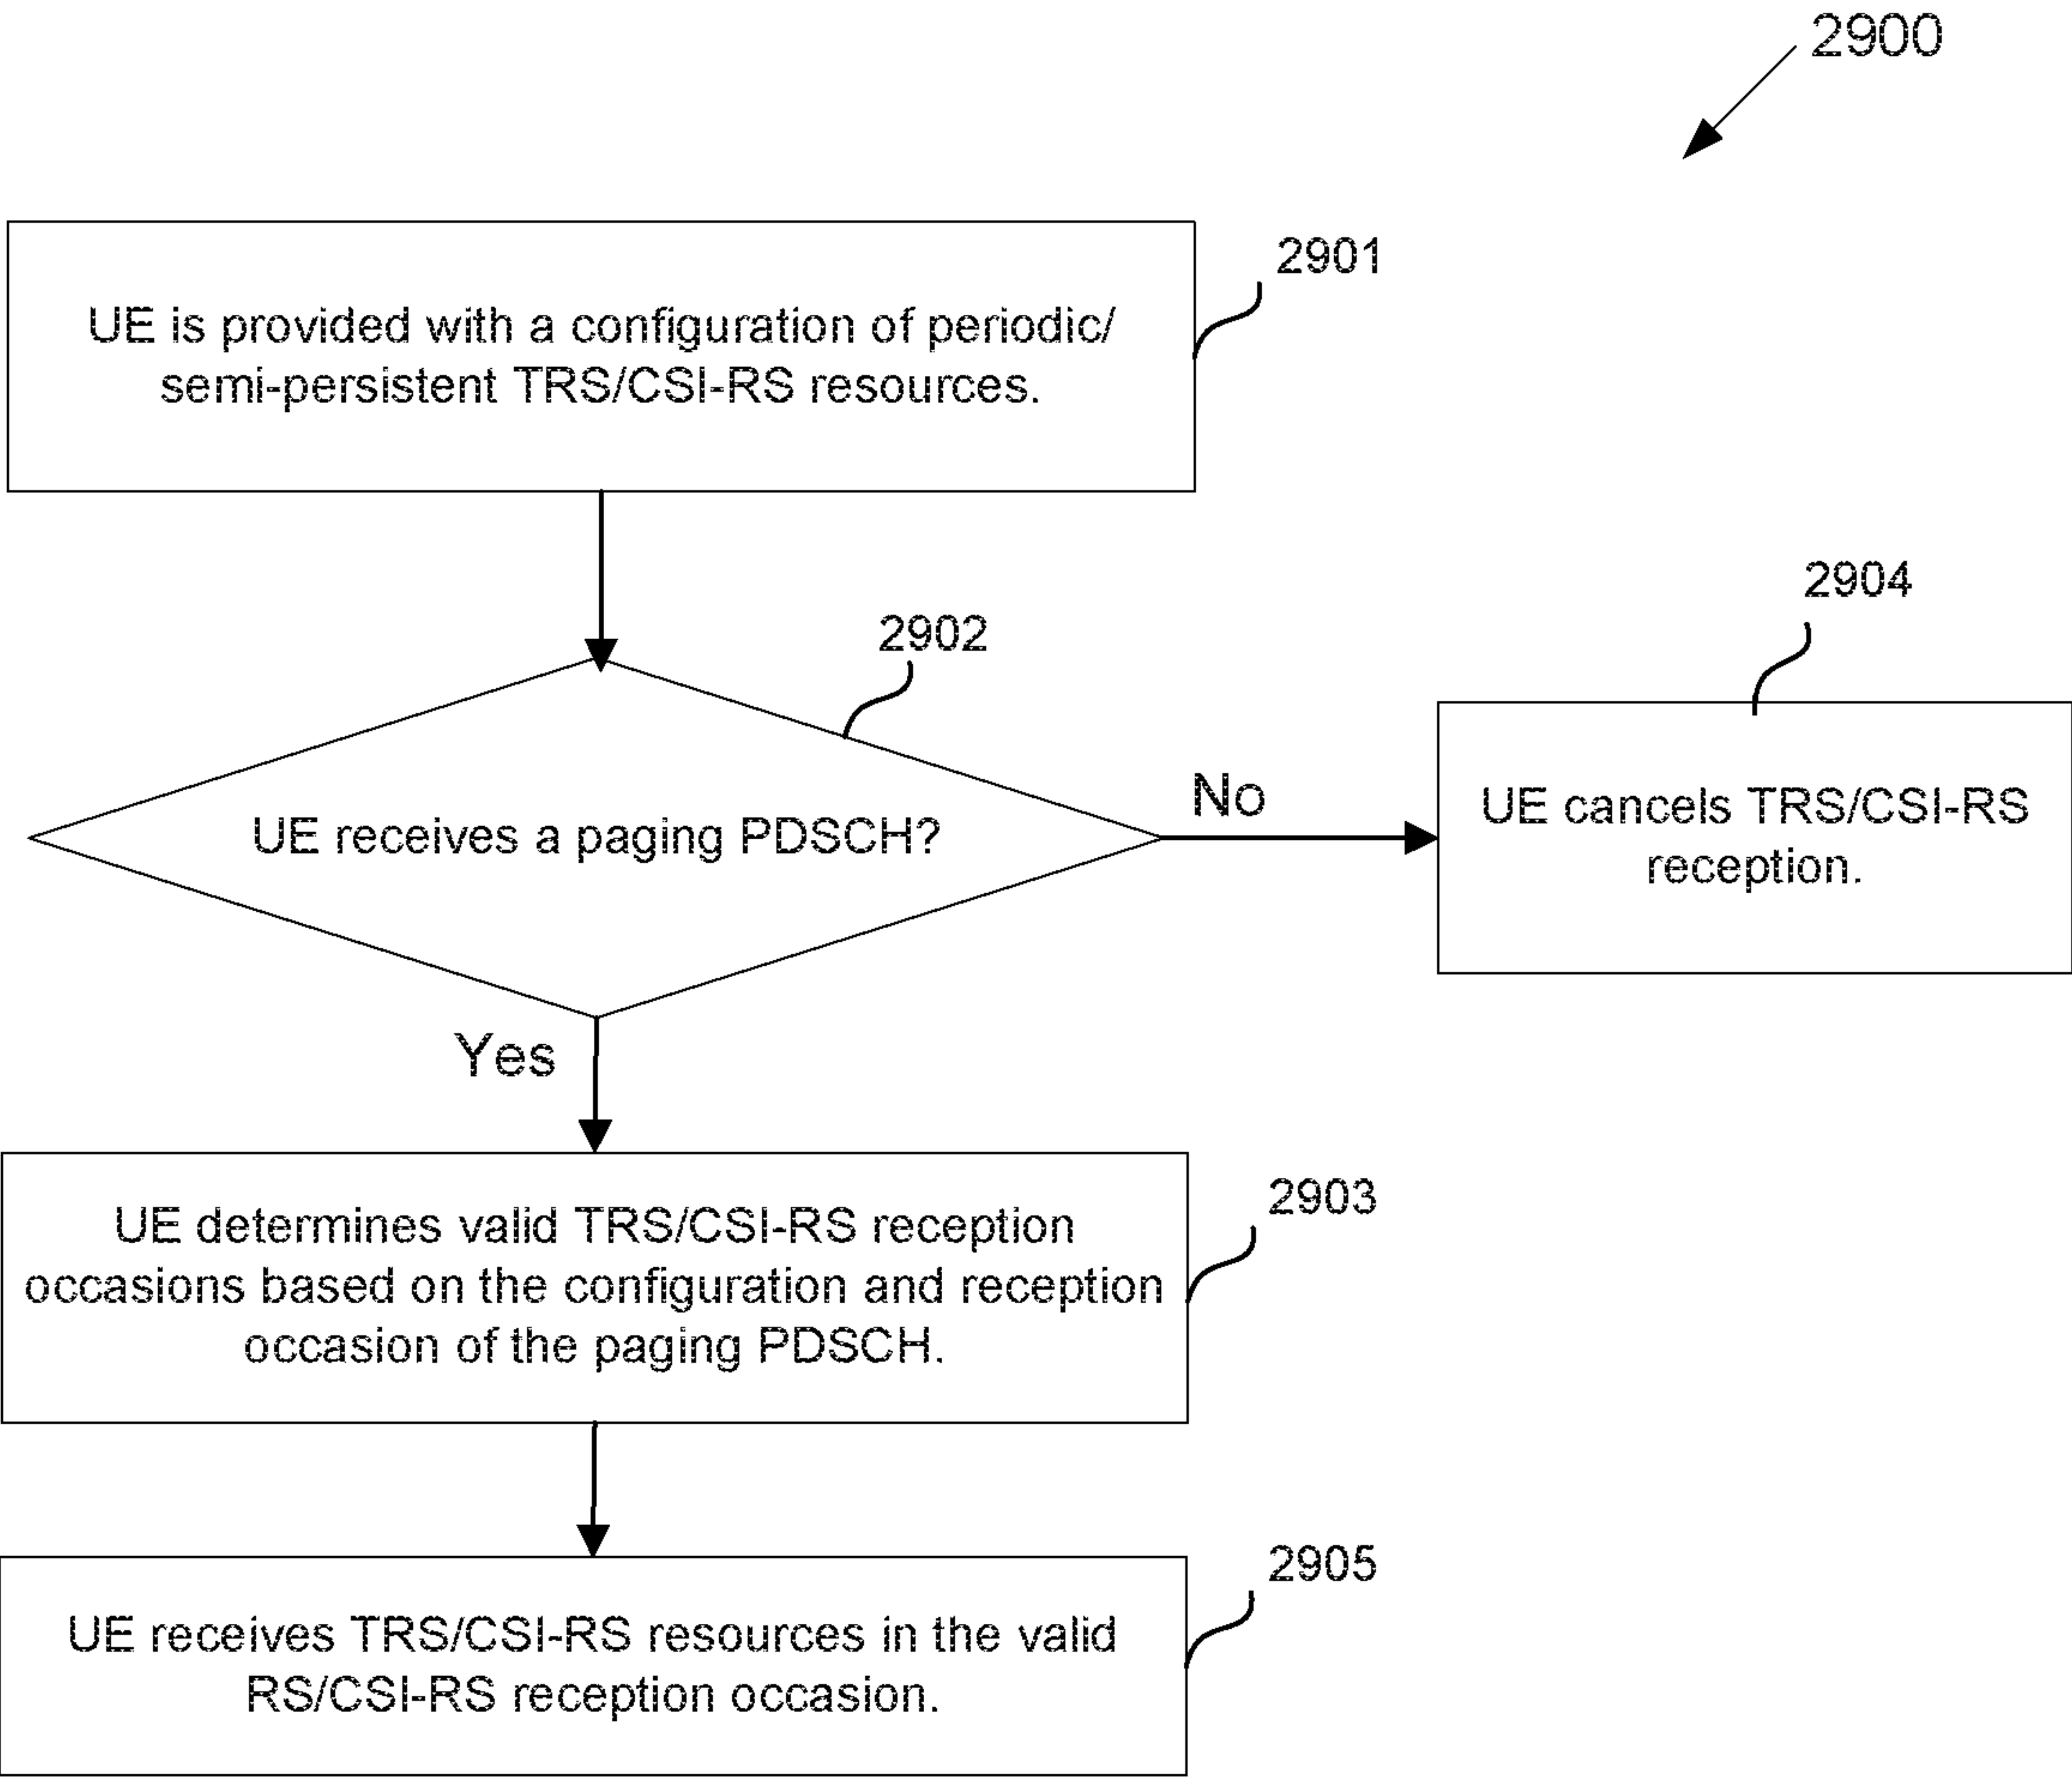 2900
2901
UE is provided with a configuration of periodic/
semi-persistent TRS/CSI-RS resources.
2902
UE receives a paging PDSCH?
No
2904
UE cancels TRS/CSI-RS
reception.
Yes
2903
UE determines valid TRS/CSI-RS reception
occasions based on the configuration and reception
occasion of the paging PDSCH.
2905
UE receives TRS/CSI-RS resources in the valid
RS/CSI-RS reception occasion.